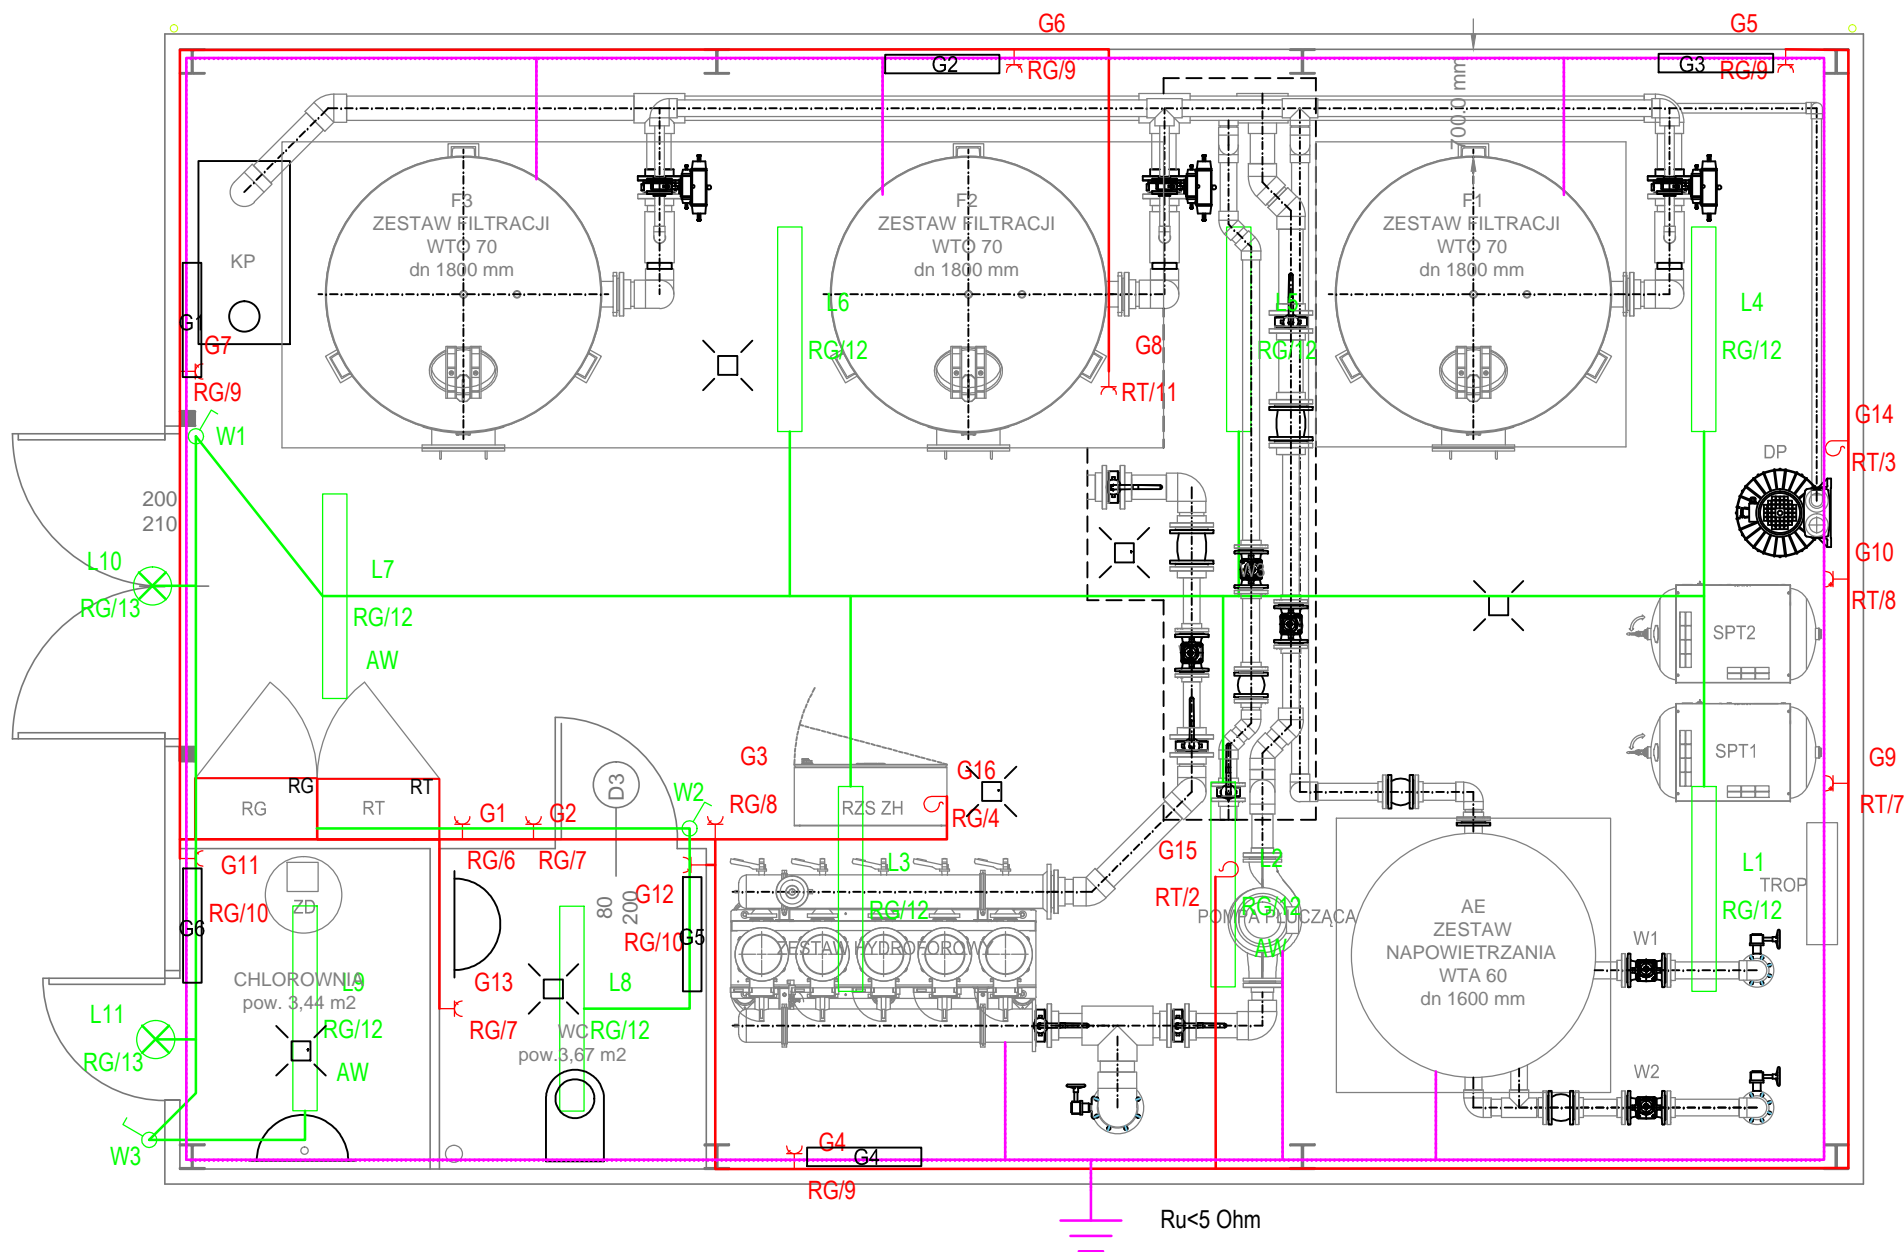 G6
G5
G2
RG/9
G3
RG/9
700.0 mm
F3
ZESTAW FILTRACJI
WTO 70
dn 1800 mm
F2
ZESTAW FILTRACJI
WTO 70
dn 1800 mm
F1
ZESTAW FILTRACJI
WTO 70
dn 1800 mm
KP
G1
G7
RG/9
L6
RG/12
G8
RT/11
L5
RG/12
L4
RG/12
W1
G14
RT/3
DP
200
210
L10
RG/13
L7
RG/12
AW
G10
RT/8
SPT2
SPT1
G9
RT/7
RG
RG
RT
RT
D3
80
200
G1
RG/6
G2
RG/7
W2
G3
RG/8
RZS ZH
G16
RG/4
G11
RG/10
G6
ZD
G12
RG/10
G5
G13
RG/7
CHLOROWNIA
pow. 3,44 m2
L9
RG/12
AW
L8
RG/12
WC
pow.3,67 m2
L11
RG/13
W3
L3
RG/12
ZESTAW HYDROFOROWY
G15
RT/2
L2
RG/12
AW
POMPA PŁUCZĄCA
AE
ZESTAW
NAPOWIETRZANIA
WTA 60
dn 1600 mm
L1
RG/12
TROP
W1
W2
G4
G4
RG/9
Ru<5 Ohm